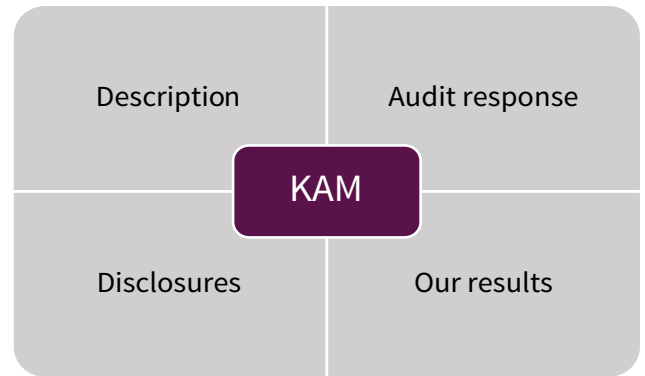 Description
Audit response
KAM
Disclosures
Our results